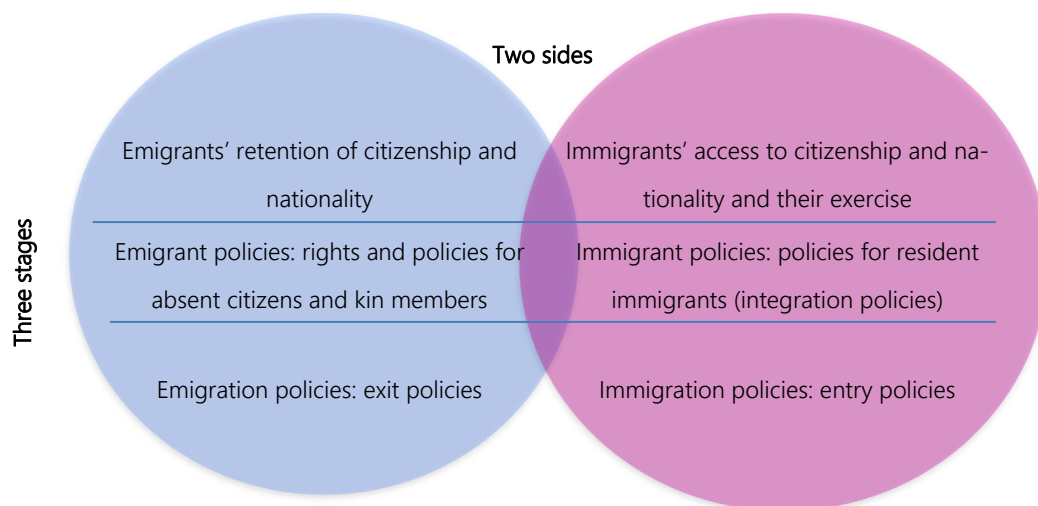 Two sides
Three stages
Emigrants’ retention of citizenship and
nationality
Immigrants’ access to citizenship and na-
tionality and their exercise
Emigrant policies: rights and policies for
absent citizens and kin members
Immigrant policies: policies for resident
immigrants (integration policies)
Emigration policies: exit policies
Immigration policies: entry policies